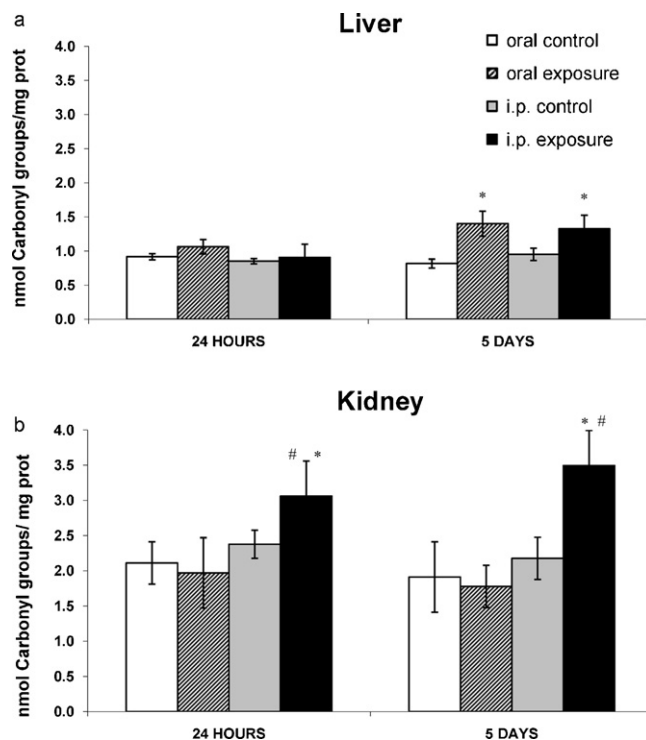 a
Liver
oral control
oral exposure
i.p. control
i.p. exposure
nmol Carbonyl groups/mg prot
4.0
3.5
3.0
2.5
2.0
1.5
1.0
0.5
0.0
* *
24 HOURS 5 DAYS
b
Kidney
nmol Carbonyl groups/ mg prot
4.0
3.5
3.0
2.5
2.0
1.5
1.0
0.5
0.0
# *
* #
24 HOURS 5 DAYS